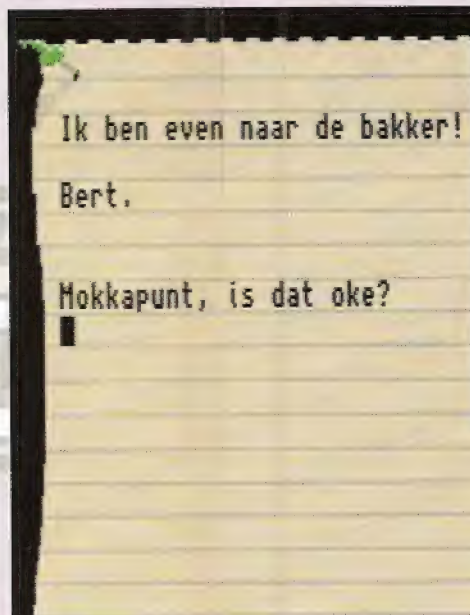 Ik ben even naar de bakker!
Bert.
Mokkapunt, is dat oke?